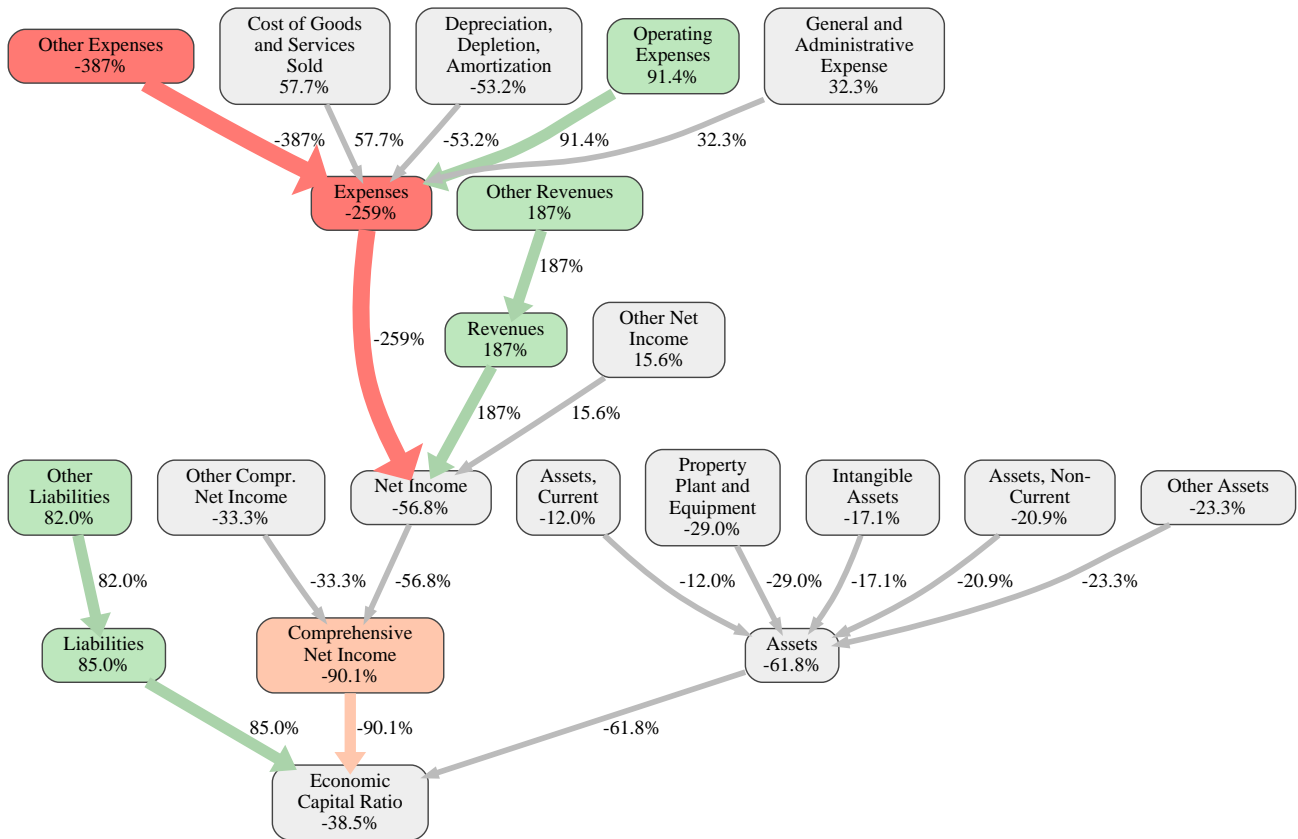 Other Expenses
-387%
Cost of Goods
and Services
Sold
57.7%
Depreciation,
Depletion,
Amortization
-53.2%
Operating
Expenses
91.4%
General and
Administrative
Expense
32.3%
-387%
57.7%
-53.2%
91.4%
32.3%
Expenses
-259%
Other Revenues
187%
187%
-259%
Revenues
187%
Other Net
Income
15.6%
187%
15.6%
Other
Liabilities
82.0%
Other Compr.
Net Income
-33.3%
Net Income
-56.8%
Assets,
Current
-12.0%
Property
Plant and
Equipment
-29.0%
Intangible
Assets
-17.1%
Assets, Non-
Current
-20.9%
Other Assets
-23.3%
82.0%
-33.3%
-56.8%
-12.0%
-29.0%
-17.1%
-20.9%
-23.3%
Liabilities
85.0%
Comprehensive
Net Income
-90.1%
Assets
-61.8%
85.0%
-90.1%
-61.8%
Economic
Capital Ratio
-38.5%